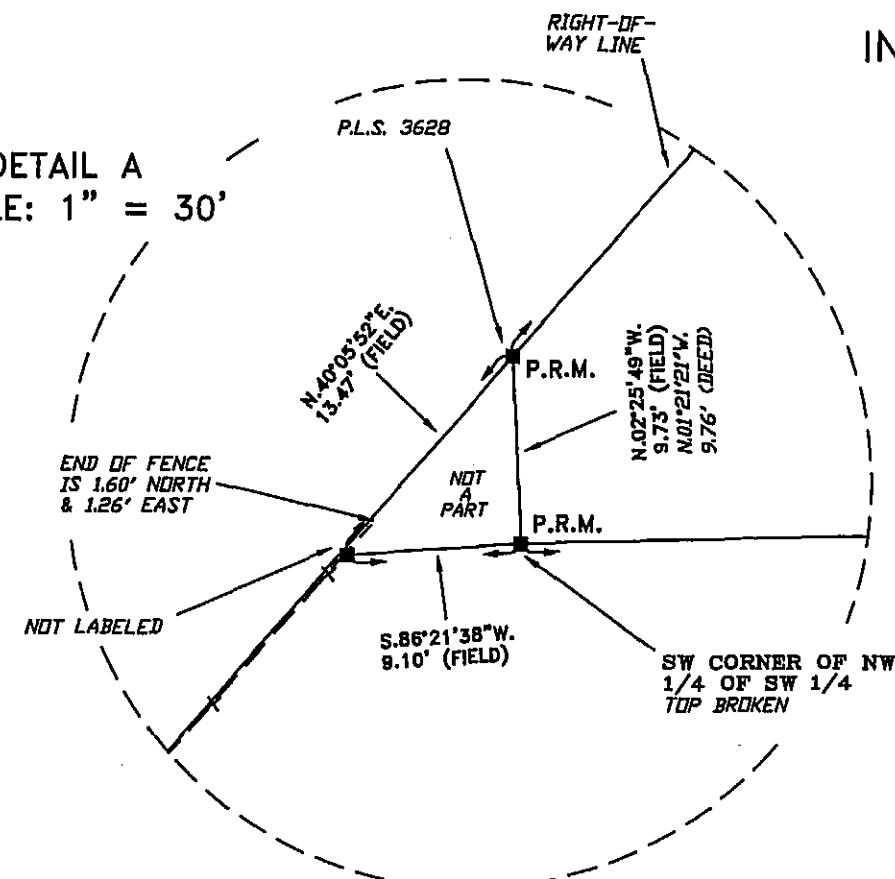 RIGHT-OF-
WAY LINE
IN
P.L.S. 3628
DETAIL A
LE: 1" = 30'
N.40°05'52"E.
13.47' (FIELD)
P.R.M.
N.02°25'49"W.
9.73' (FIELD)
N.01°21'21"W.
9.76' (DEED)
END OF FENCE
IS 1.60' NORTH
& 1.26' EAST
NOT
A
PART
P.R.M.
NOT LABELED
S.86°21'38"W.
9.10' (FIELD)
SW CORNER OF NW
1/4 OF SW 1/4
TOP BROKEN